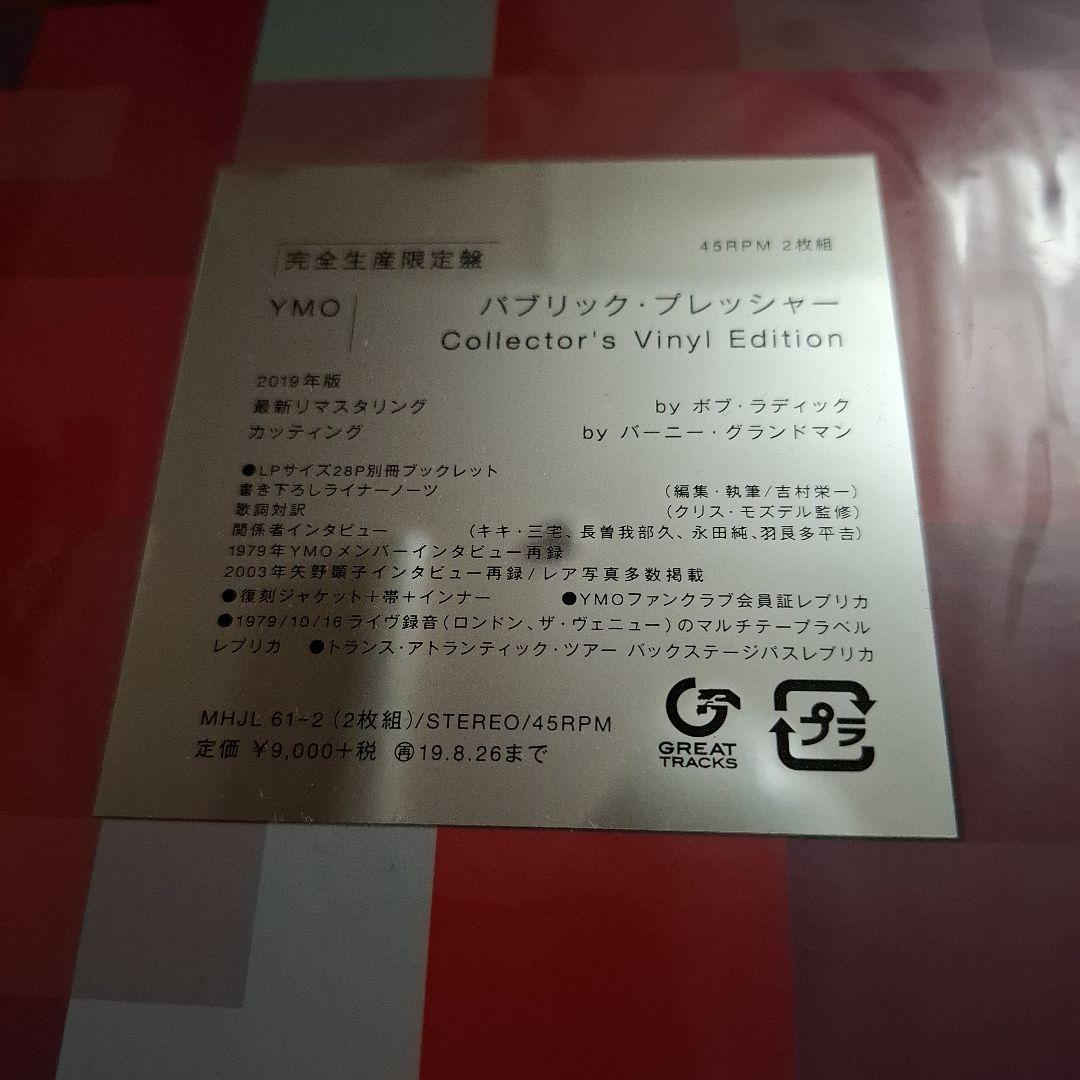 完全生産限定盤
45RPM 2枚組
YMO
パブリック・プレッシャー
Collector's Vinyl Edition
2019年版
最新リマスタリング by ボブ・ラディック
カッティング by バーニー・グランドマン
●LPサイズ28P別冊ブックレット
書き下ろしライナーノーツ (編集・執筆/吉村栄一)
歌詞対訳 (クリス・モズデル監修)
関係者インタビュー (キキ・三宅、長曽我部久、永田純、羽良多平吉)
1979年YMOメンバーインタビュー再録
2003年矢野顕子インタビュー再録/レア写真多数掲載
●復刻ジャケット+帯+インナー ●YMOファンクラブ会員証レプリカ
●1979/10/16ライヴ録音(ロンドン、ザ・ヴェニュー)のマルチテープラベル
レプリカ ●トランス・アトランティック・ツアー バックステージパスレプリカ
MHJL 61~2 (2枚組)/STEREO/45RPM
定価 ¥9,000+税 ㊢19.8.26まで
GREAT
TRACKS
プラ